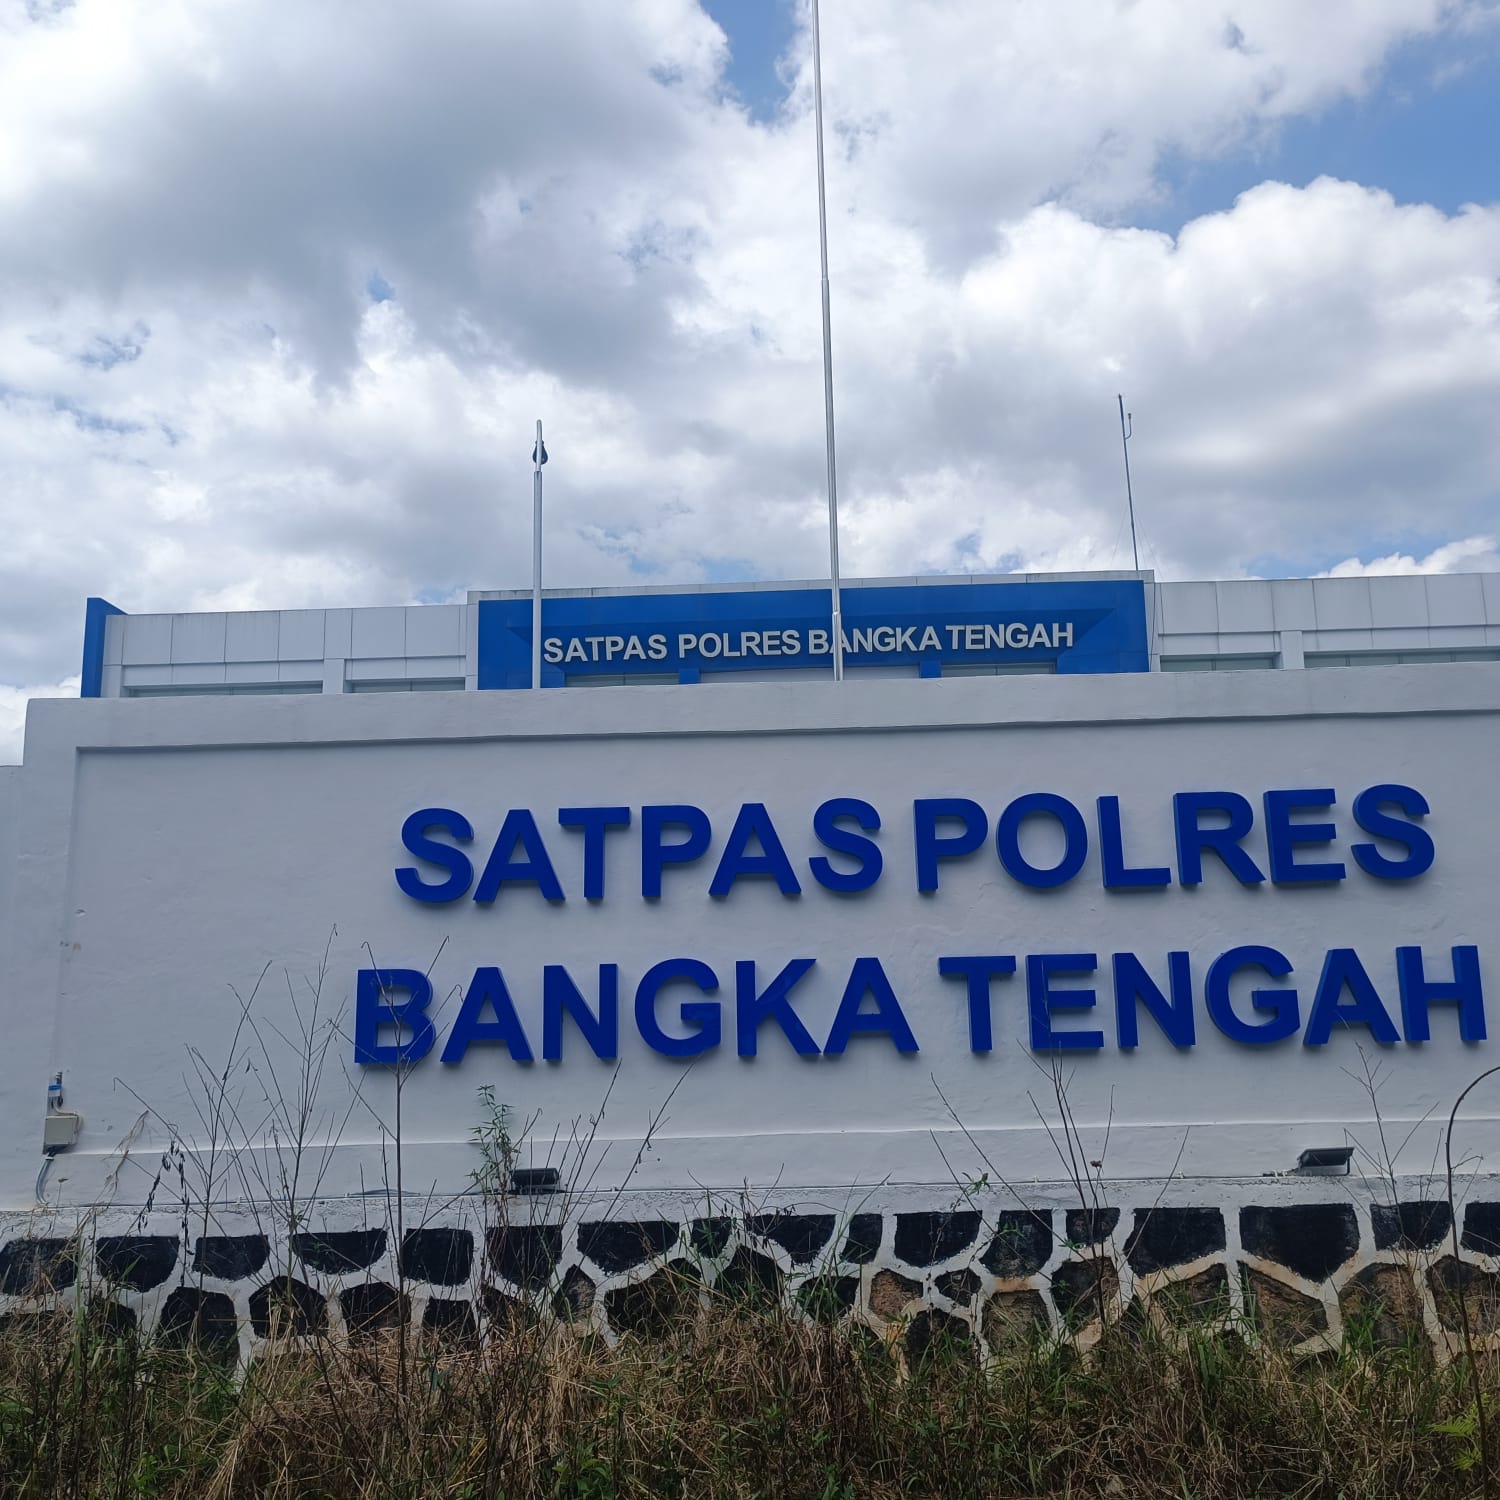 SATPAS POLRES BANGKA TENGAH
SATPAS POLRES
BANGKA TENGAH